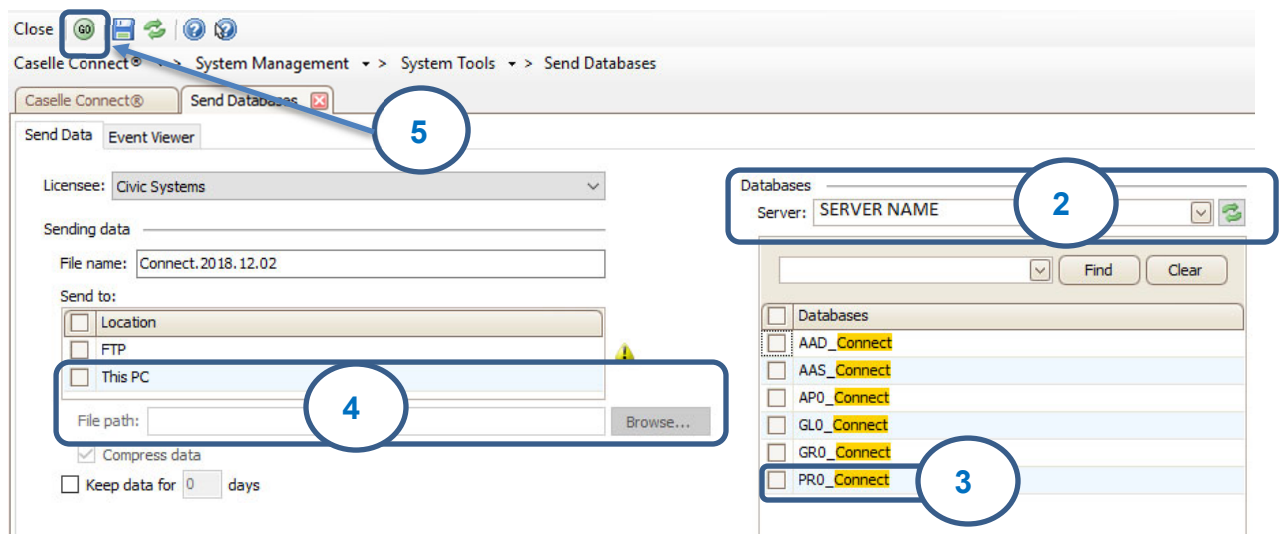 Close GO
Caselle Connect® > System Management > System Tools > Send Databases
Caselle Connect® Send Databases
5
Send Data Event Viewer
Licensee: Civic Systems
Sending data
File name: Connect.2018.12.02
Send to:
Location
FTP
This PC
4
File path: Browse...
Compress data
Keep data for 0 days
Databases
2
Server: SERVER NAME
Find Clear
Databases
AAD_Connect
AAS_Connect
AP0_Connect
GL0_Connect
GR0_Connect
PR0_Connect
3